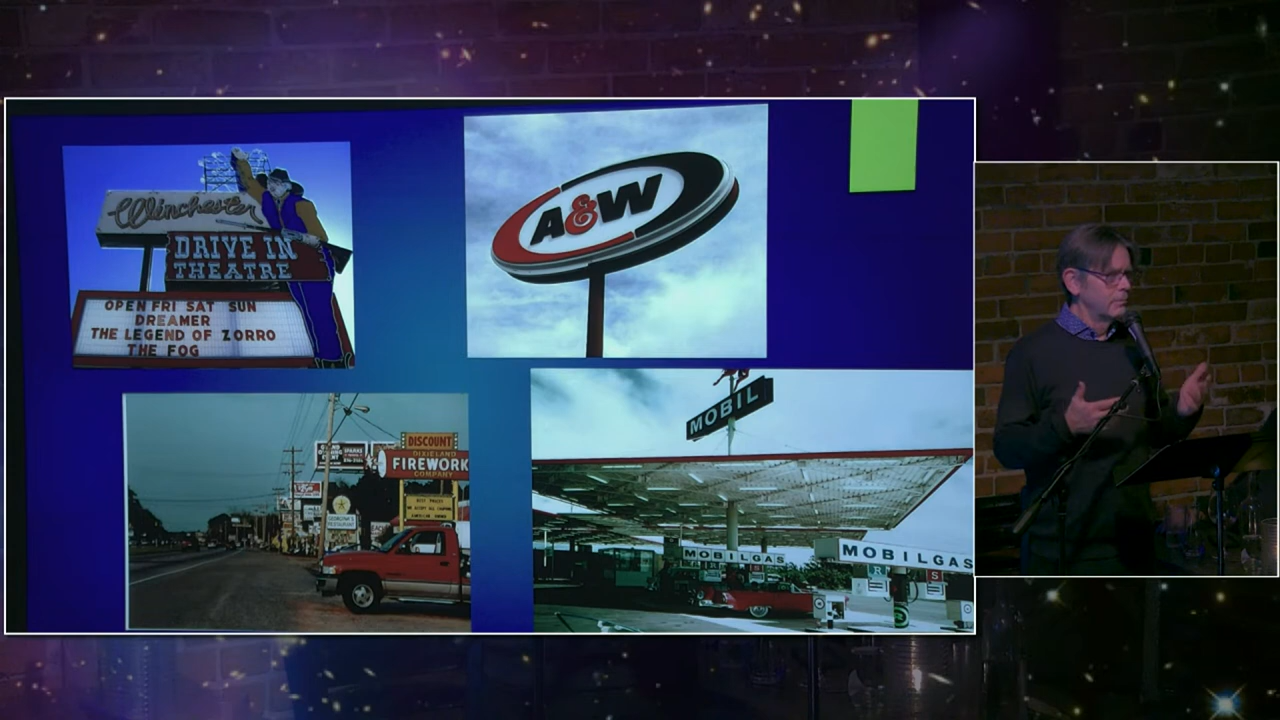 Winchester
DRIVE IN
THEATRE
OPEN FRI SAT SUN
DREAMER
THE LEGEND OF ZORRO
THE FOG
A&W
DISCOUNT
DIXIELAND
FIREWORK
COMPANY
MOBIL
MOBILGAS
MOBILGAS